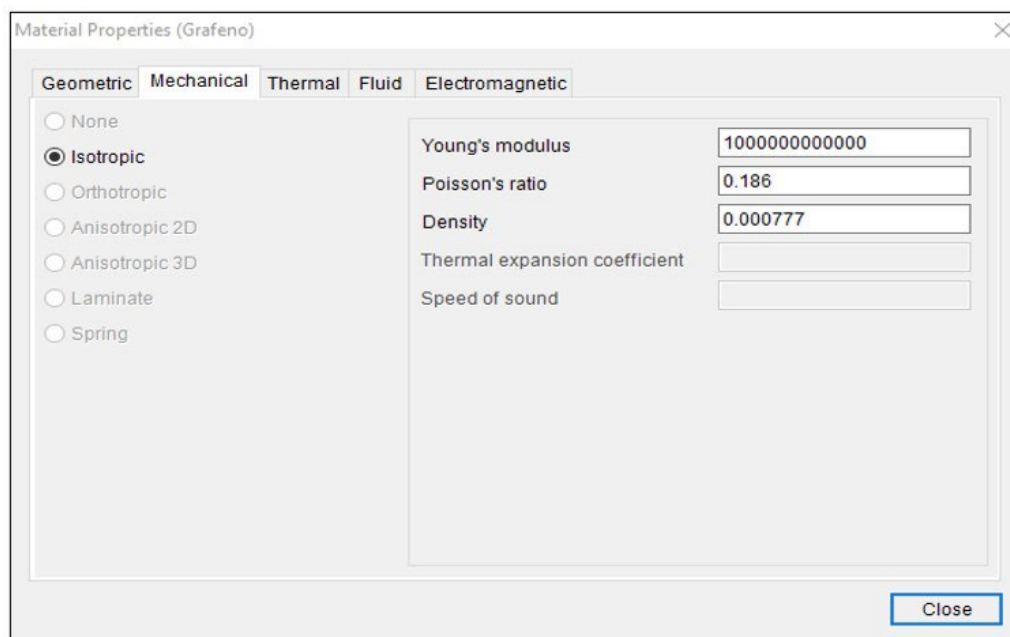 Material Properties (Grafeno)
Geometric Mechanical Thermal Fluid Electromagnetic
None
Isotropic
Orthotropic
Anisotropic 2D
Anisotropic 3D
Laminate
Spring
Young's modulus 1000000000000
Poisson's ratio 0.186
Density 0.000777
Thermal expansion coefficient
Speed of sound
Close